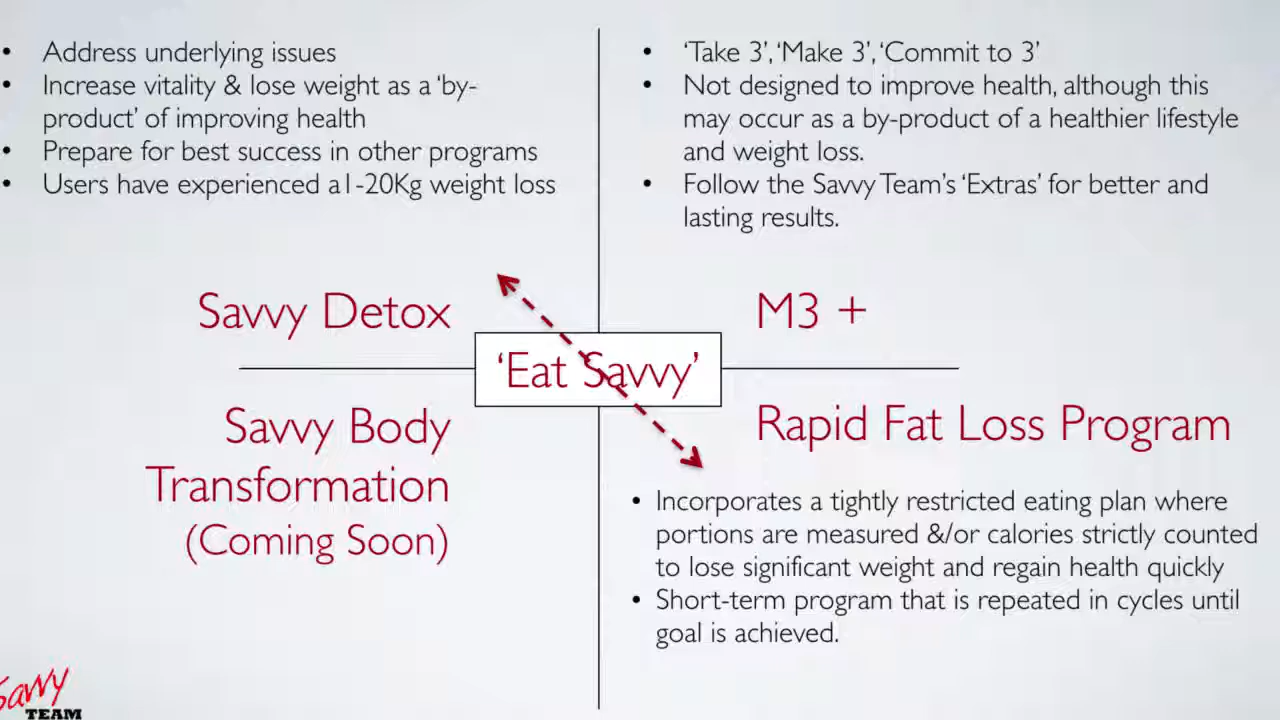 • Address underlying issues
• Increase vitality & lose weight as a ‘by-
product’ of improving health
• Prepare for best success in other programs
• Users have experienced a1-20Kg weight loss
• ‘Take 3’, ‘Make 3’, ‘Commit to 3’
• Not designed to improve health, although this
may occur as a by-product of a healthier lifestyle
and weight loss.
• Follow the Savvy Team’s ‘Extras’ for better and
lasting results.
Savvy Detox
M3 +
‘Eat Savvy’
Savvy Body
Transformation
(Coming Soon)
Rapid Fat Loss Program
• Incorporates a tightly restricted eating plan where
portions are measured &/or calories strictly counted
to lose significant weight and regain health quickly
• Short-term program that is repeated in cycles until
goal is achieved.
Savvy
TEAM